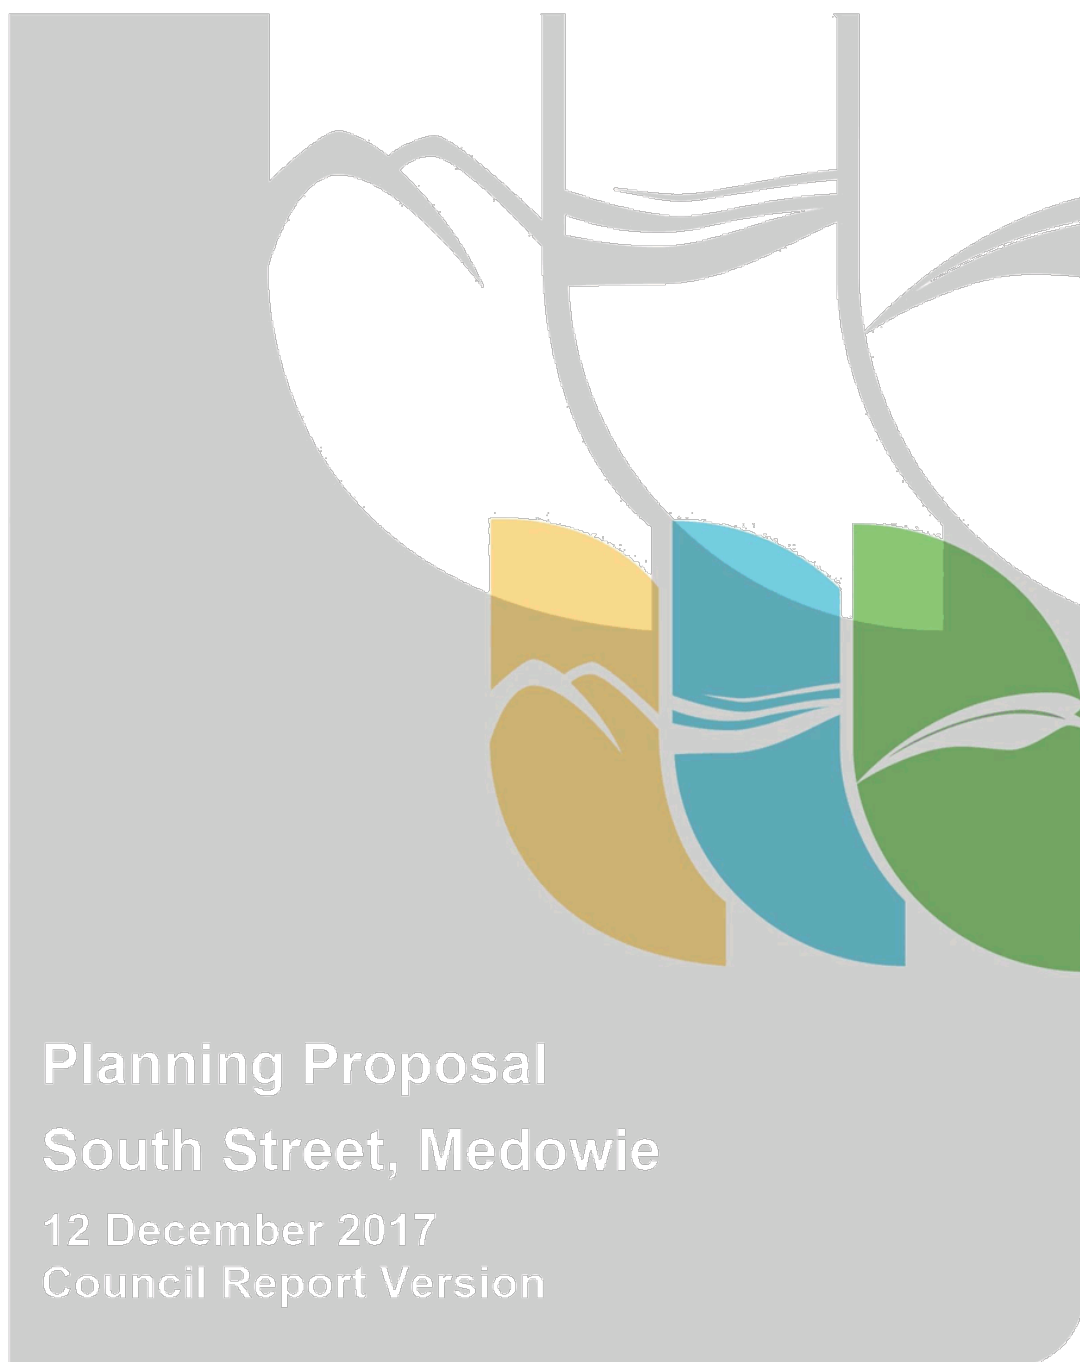 Planning Proposal
South Street, Medowie
12 December 2017
Council Report Version